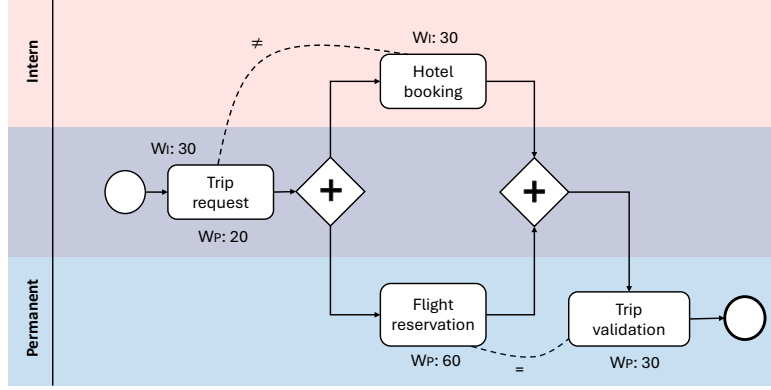 Intern
≠
WI: 30
Hotel
booking
WI: 30
Trip
request
WP: 20
+
+
Permanent
Flight
reservation
WP: 60
=
Trip
validation
WP: 30